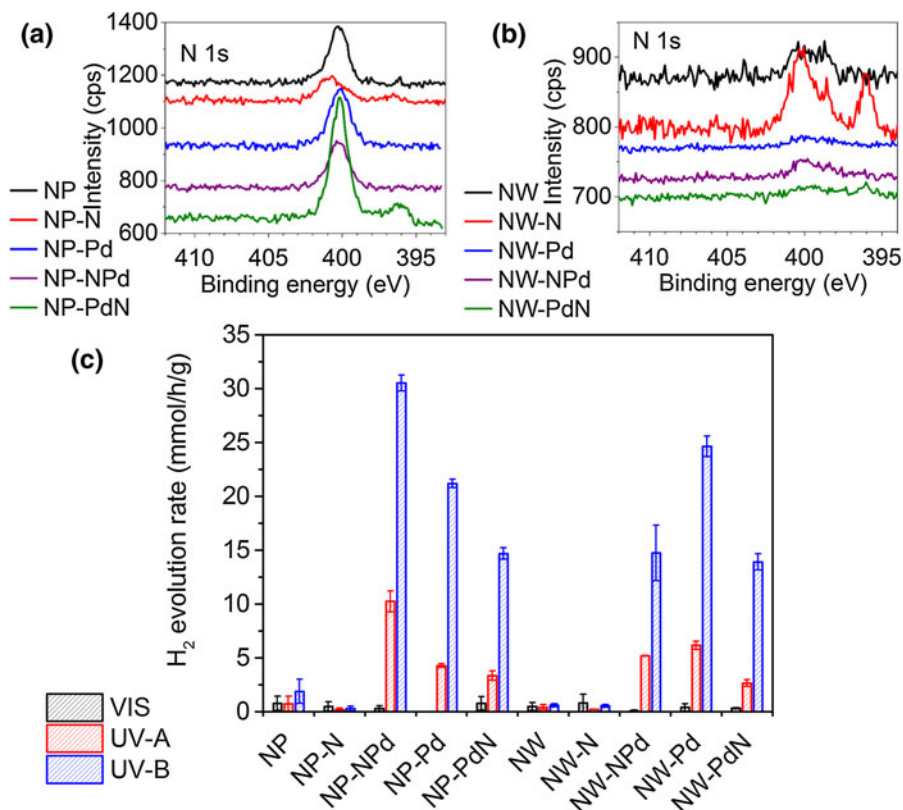 (a)
N 1s
Intensity (cps)
1400
1200
1000
800
600
410
405
400
395
Binding energy (eV)
NP
NP-N
NP-Pd
NP-NPd
NP-PdN
(b)
N 1s
Intensity (cps)
900
800
700
410
405
400
395
Binding energy (eV)
NW
NW-N
NW-Pd
NW-NPd
NW-PdN
(c)
H₂ evolution rate (mmol/h/g)
35
30
25
20
15
10
5
0
NP
NP-N
NP-NPd
NP-Pd
NP-PdN
NW
NW-N
NW-NPd
NW-Pd
NW-PdN
VIS
UV-A
UV-B